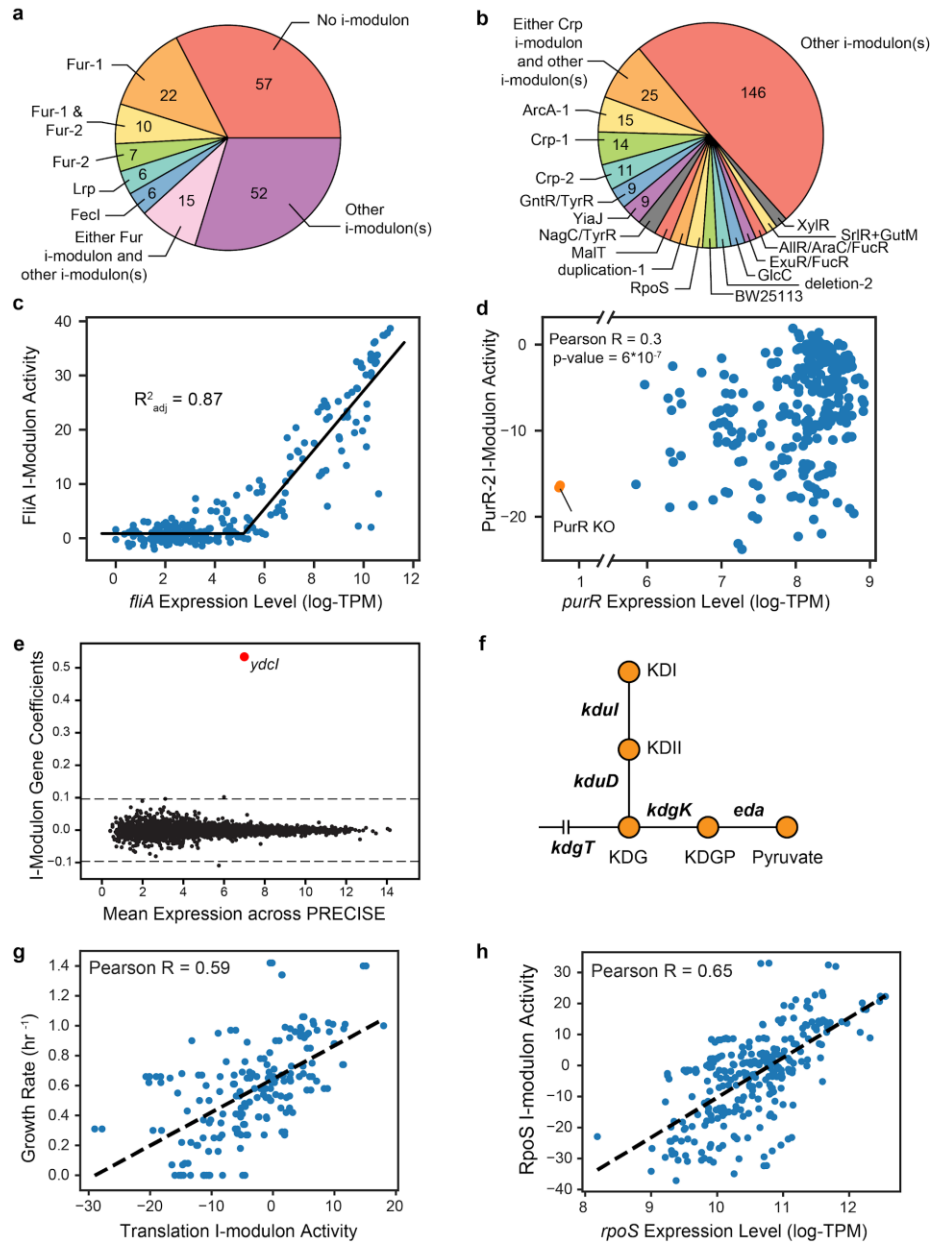 a
No i-modulon
Fur-1
57
22
Fur-1 &
Fur-2
10
Fur-2
7
Lrp
6
FecI
6
15
52
Either Fur
i-modulon and
other i-modulon(s)
Other
i-modulon(s)
b
Either Crp
i-modulon
and other
i-modulon(s)
Other i-modulon(s)
25
146
ArcA-1
15
Crp-1
14
Crp-2
11
GntR/TyrR
9
YiaJ
9
NagC/TyrR
MalT
duplication-1
RpoS
BW25113
GlcC
deletion-2
ExuR/FucR
AllR/AraC/FucR
SrlR+GutM
XylR
c
FliA I-Modulon Activity
40
30
20
10
0
R²adj = 0.87
0 2 4 6 8 10 12
fliA Expression Level (log-TPM)
d
PurR-2 I-Modulon Activity
0
−10
−20
Pearson R = 0.3
p-value = 6*10⁻⁷
PurR KO
1 6 7 8 9
purR Expression Level (log-TPM)
e
I-Modulon Gene Coefficients
0.5
0.4
0.3
0.2
0.1
0.0
−0.1
ydcI
0 2 4 6 8 10 12 14
Mean Expression across PRECISE
f
KDI
kduI
KDII
kduD
kdgK eda
kdgT
KDG KDGP Pyruvate
g
Growth Rate (hr ⁻¹)
1.4
1.2
1.0
0.8
0.6
0.4
0.2
0.0
Pearson R = 0.59
−30 −20 −10 0 10 20
Translation I-modulon Activity
h
RpoS I-modulon Activity
30
20
10
0
−10
−20
−30
−40
Pearson R = 0.65
8 9 10 11 12
rpoS Expression Level (log-TPM)